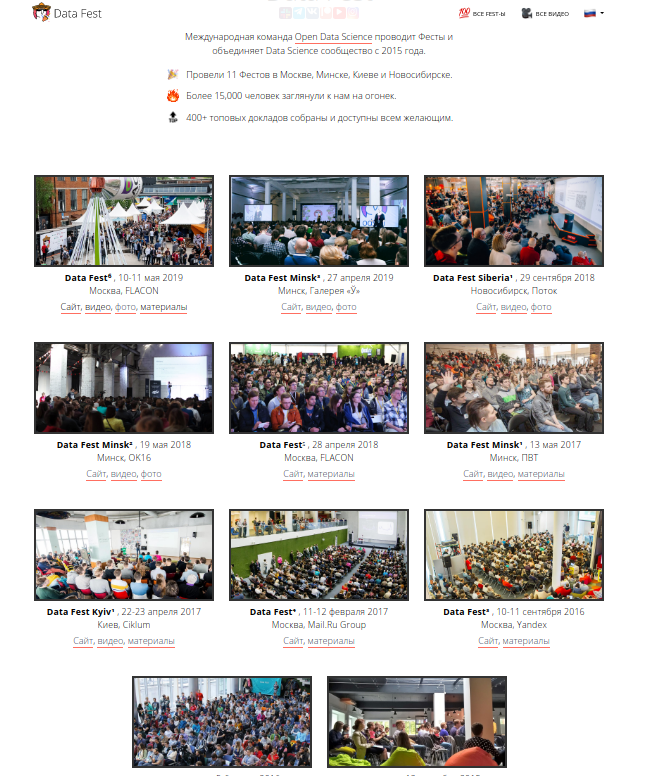 Data Fest
ВСЕ FEST-Ы
ВСЕ ВИДЕО
Международная команда Open Data Science проводит Фесты и
объединяет Data Science сообщество с 2015 года.
Провели 11 Фестов в Москве, Минске, Киеве и Новосибирске.
Более 15,000 человек заглянули к нам на огонек.
TOP
400+ топовых докладов собраны и доступны всем желающим.
Data Fest⁶ , 10-11 мая 2019
Москва, FLACON
Сайт, видео, фото, материалы
Data Fest Minsk³ , 27 апреля 2019
Минск, Галерея «Ў»
Сайт, видео, фото
Data Fest Siberia¹ , 29 сентября 2018
Новосибирск, Поток
Сайт, видео, фото
Data Fest Minsk² , 19 мая 2018
Минск, OK16
Сайт, видео, фото
Data Fest⁵ , 28 апреля 2018
Москва, FLACON
Сайт, материалы
Data Fest Minsk¹ , 13 мая 2017
Минск, ПВТ
Сайт, видео, материалы
Data Fest Kyiv¹ , 22-23 апреля 2017
Киев, Ciklum
Сайт, видео, материалы
Data Fest⁴ , 11-12 февраля 2017
Москва, Mail.Ru Group
Сайт, материалы
Data Fest³ , 10-11 сентября 2016
Москва, Yandex
Сайт, материалы